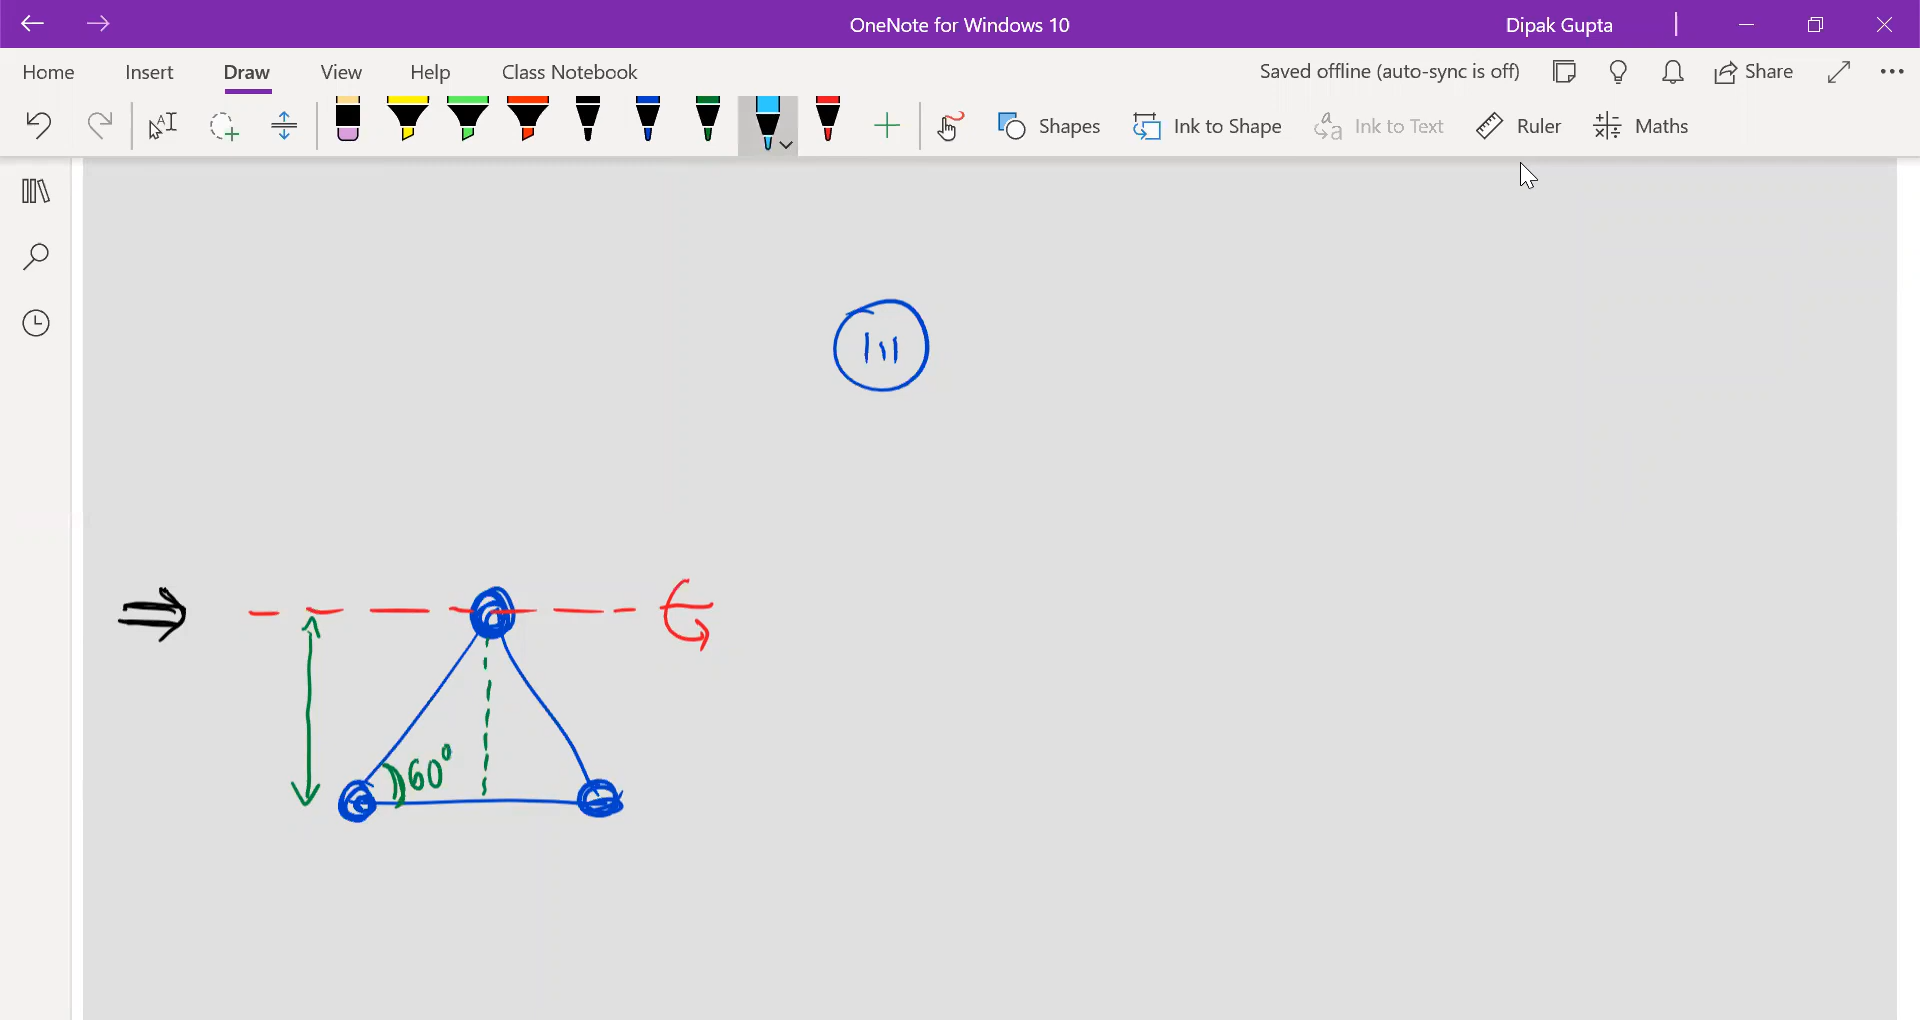 OneNote for Windows 10
Dipak Gupta
Home Insert Draw View Help Class Notebook
Saved offline (auto-sync is off) Share
Shapes Ink to Shape Ink to Text Ruler Maths
60°